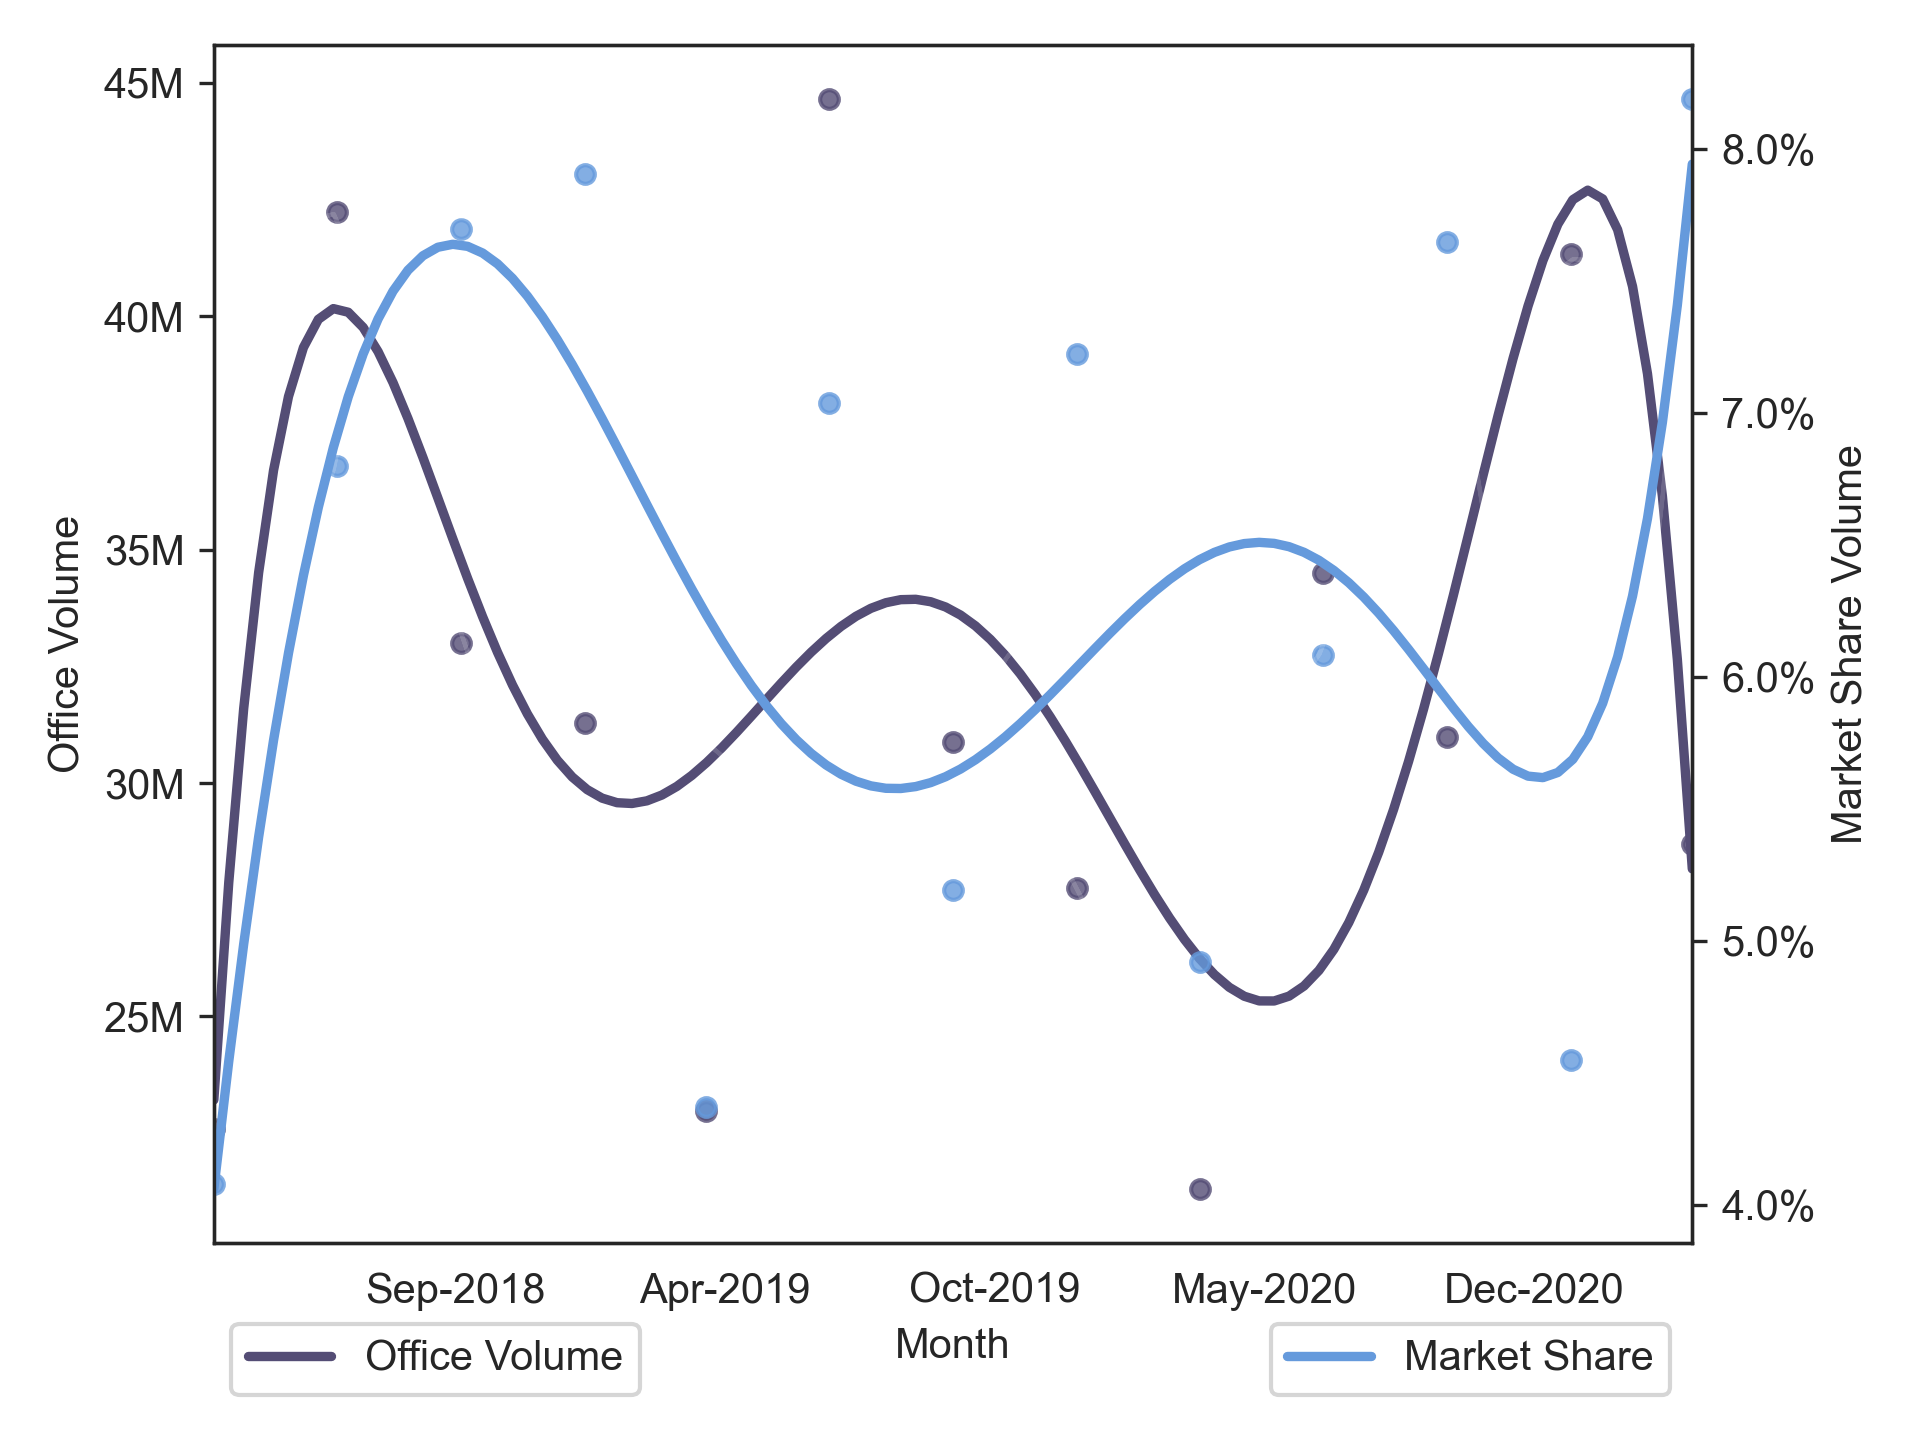 45M
40M
35M
30M
25M
Office Volume
8.0%
7.0%
6.0%
5.0%
4.0%
Market Share Volume
Sep-2018 Apr-2019 Oct-2019 May-2020 Dec-2020
Month
Office Volume
Market Share